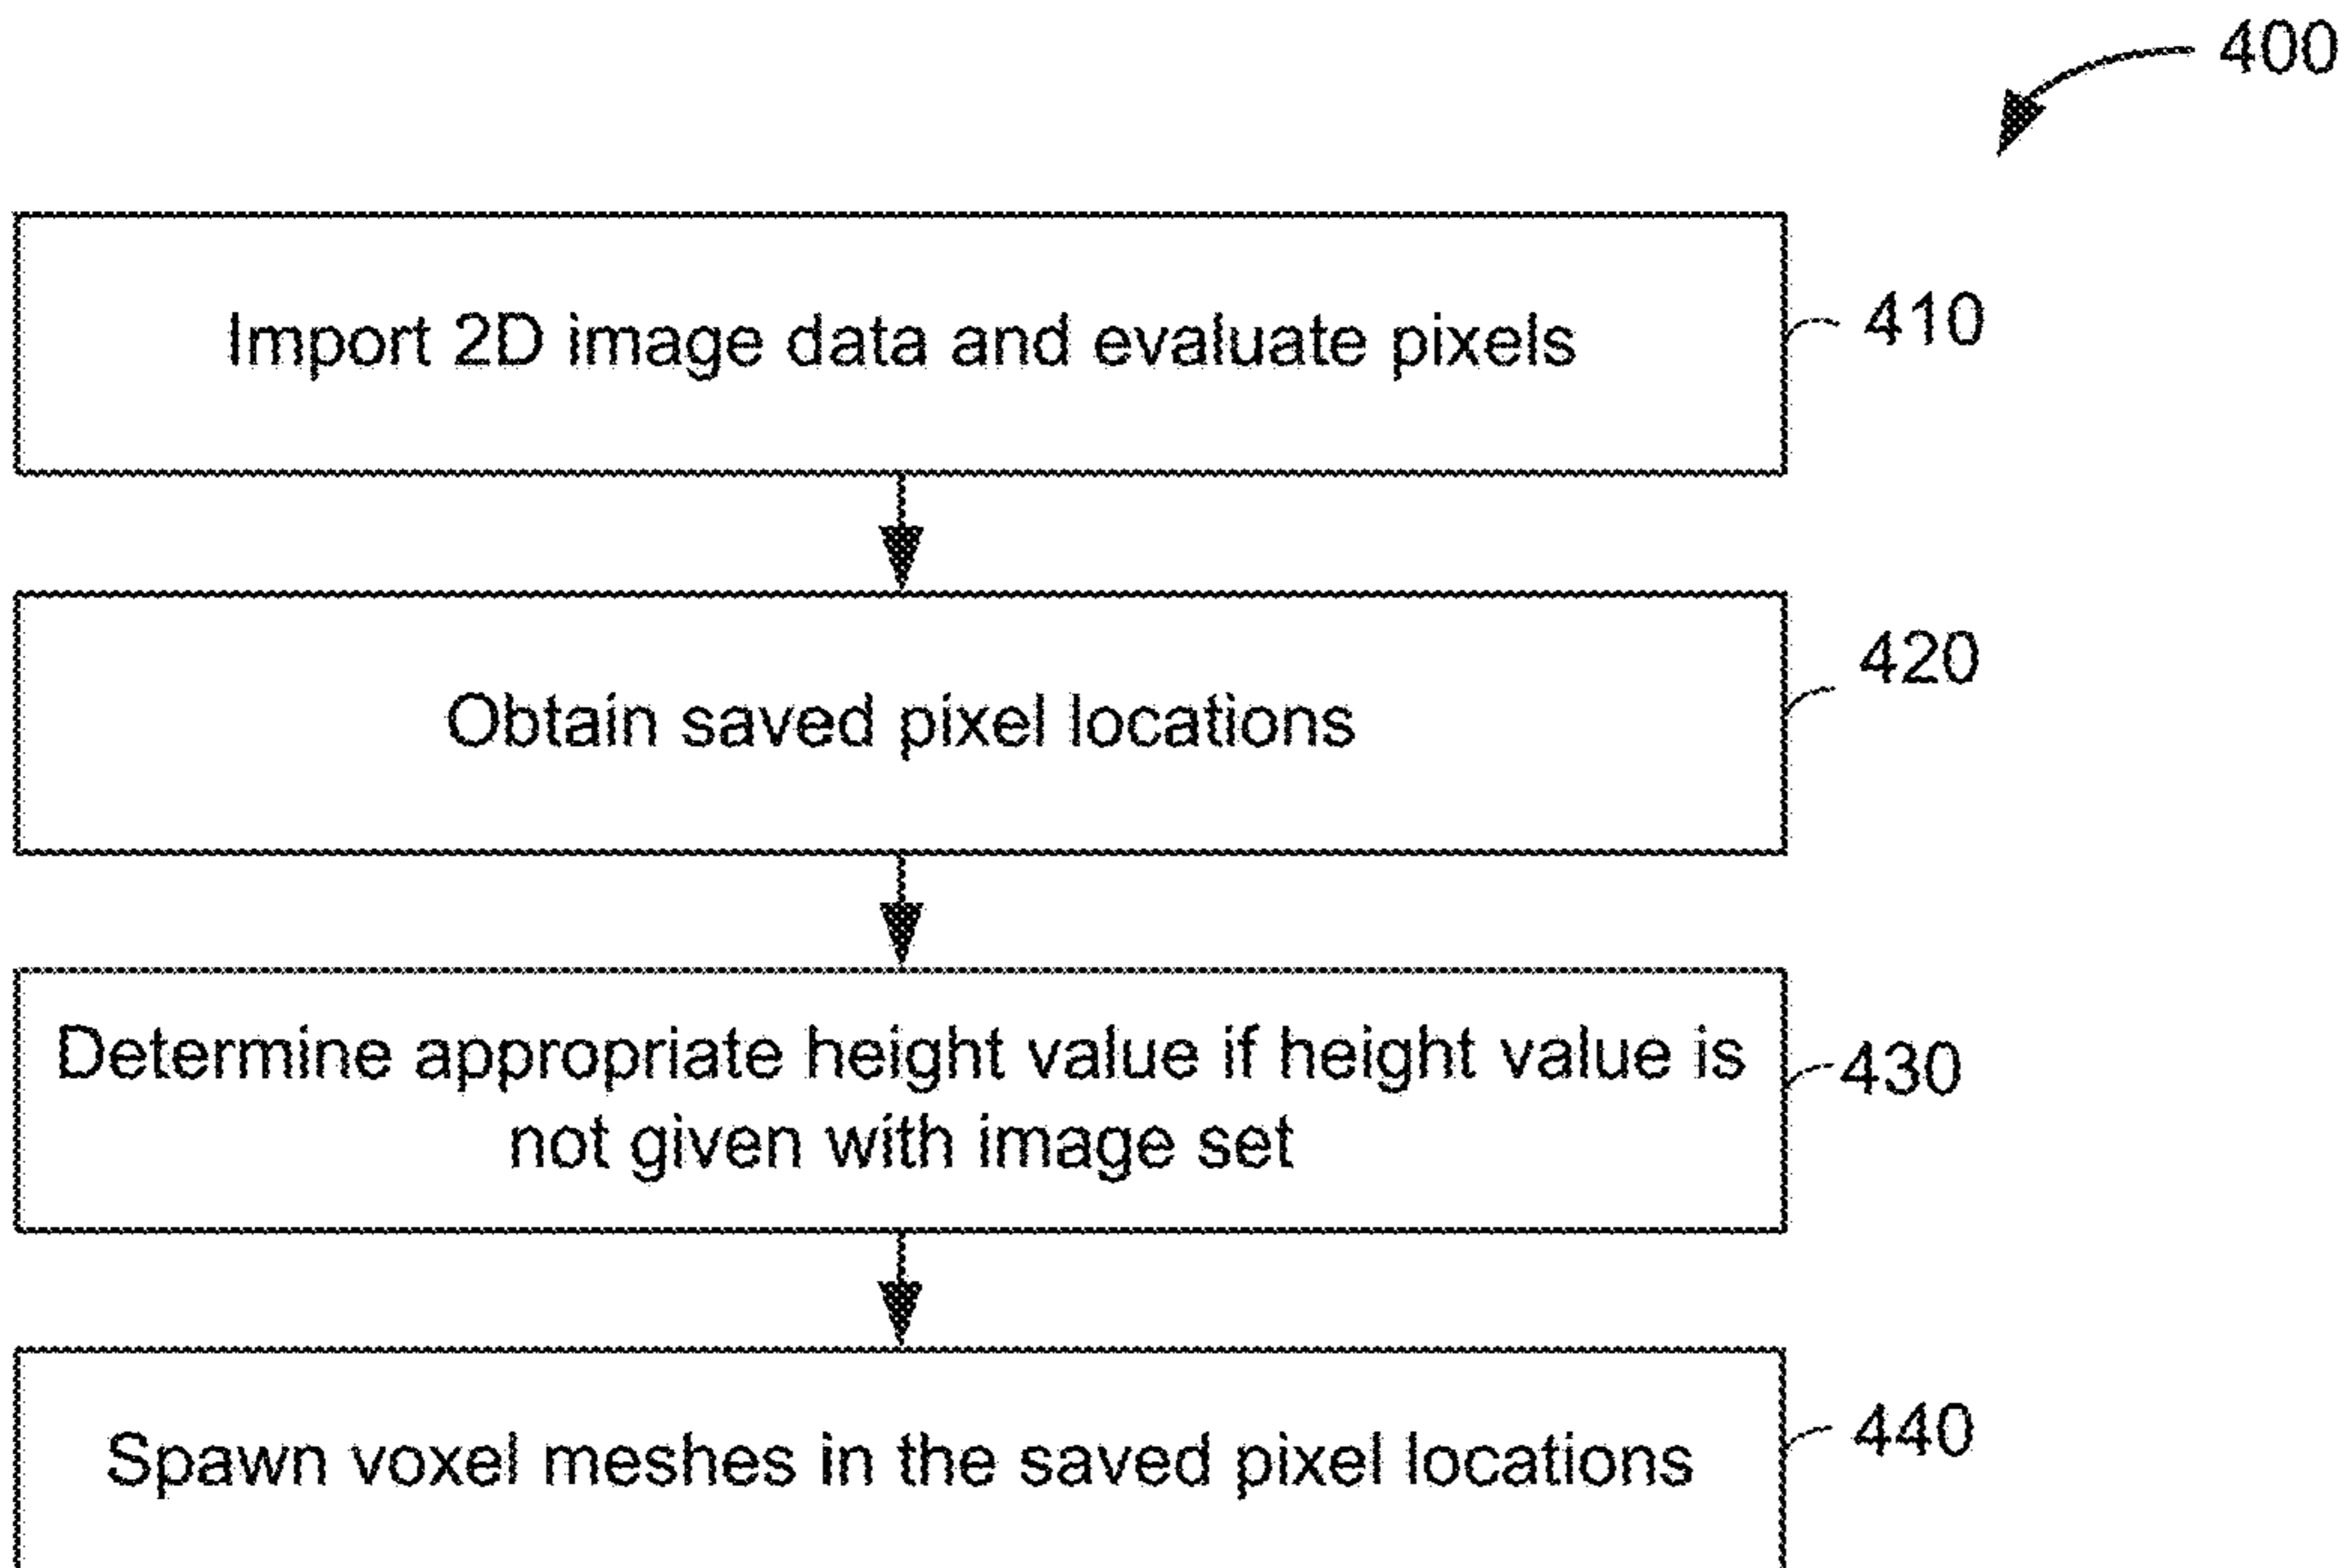 400
Import 2D image data and evaluate pixels
410
Obtain saved pixel locations
420
Determine appropriate height value if height value is
not given with image set
430
Spawn voxel meshes in the saved pixel locations
440